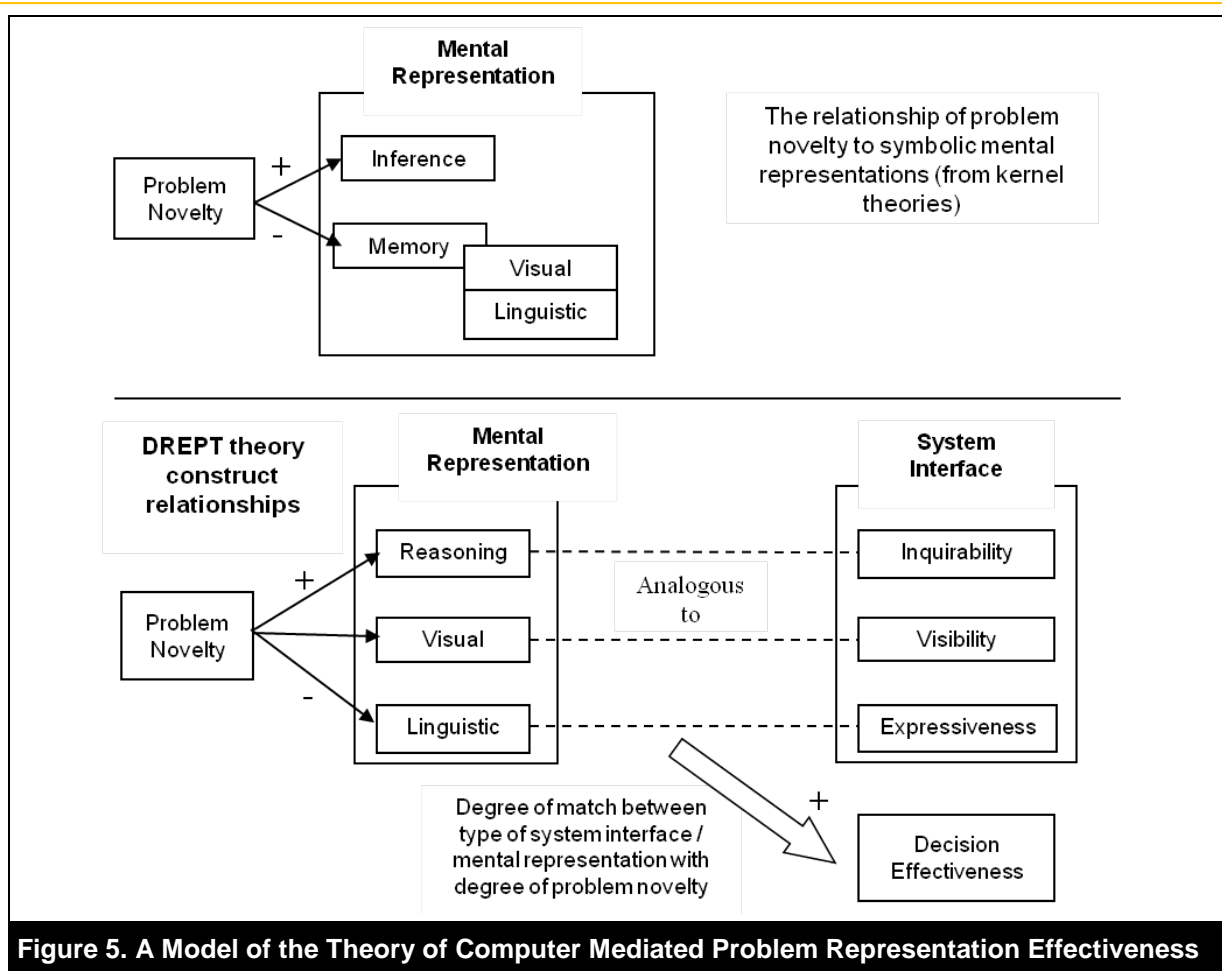 Mental
Representation
The relationship of problem
novelty to symbolic mental
representations (from kernel
theories)
+
Inference
Problem
Novelty
-
Memory
Visual
Linguistic
DREPT theory
construct
relationships
Mental
Representation
System
Interface
Reasoning
Inquirability
+
Analogous
to
Problem
Novelty
Visual
Visibility
-
Linguistic
Expressiveness
Degree of match between
type of system interface /
mental representation with
degree of problem novelty
+
Decision
Effectiveness
Figure 5. A Model of the Theory of Computer Mediated Problem Representation Effectiveness